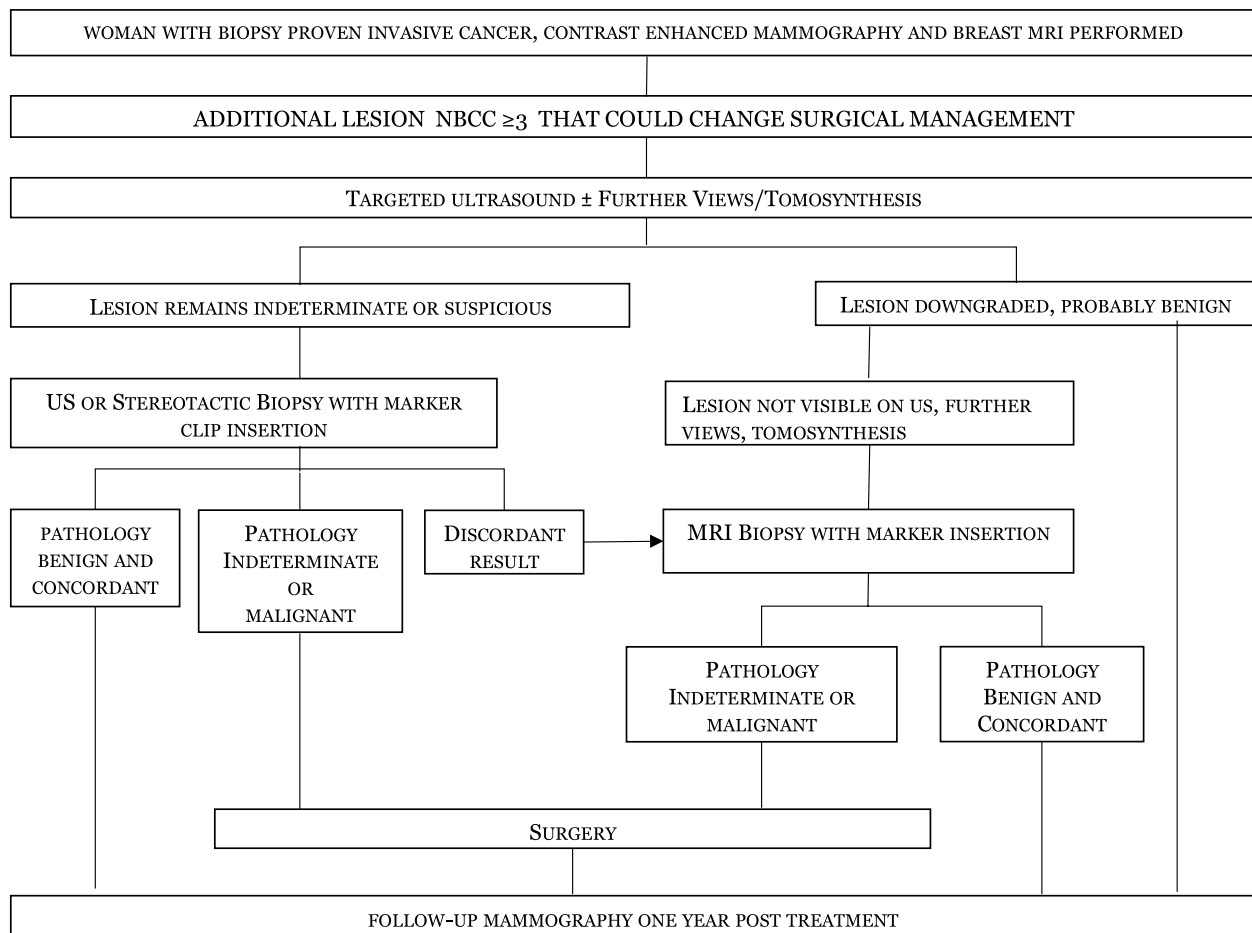 WOMAN WITH BIOPSY PROVEN INVASIVE CANCER, CONTRAST ENHANCED MAMMOGRAPHY AND BREAST MRI PERFORMED
ADDITIONAL LESION NBCC ≥3 THAT COULD CHANGE SURGICAL MANAGEMENT
TARGETED ULTRASOUND ± FURTHER VIEWS/TOMOSYNTHESIS
LESION REMAINS INDETERMINATE OR SUSPICIOUS
LESION DOWNGRADED, PROBABLY BENIGN
US OR STEREOTACTIC BIOPSY WITH MARKER
CLIP INSERTION
LESION NOT VISIBLE ON US, FURTHER
VIEWS, TOMOSYNTHESIS
PATHOLOGY
BENIGN AND
CONCORDANT
PATHOLOGY
INDETERMINATE
OR
MALIGNANT
DISCORDANT
RESULT
MRI BIOPSY WITH MARKER INSERTION
PATHOLOGY
INDETERMINATE OR
MALIGNANT
PATHOLOGY
BENIGN AND
CONCORDANT
SURGERY
FOLLOW-UP MAMMOGRAPHY ONE YEAR POST TREATMENT